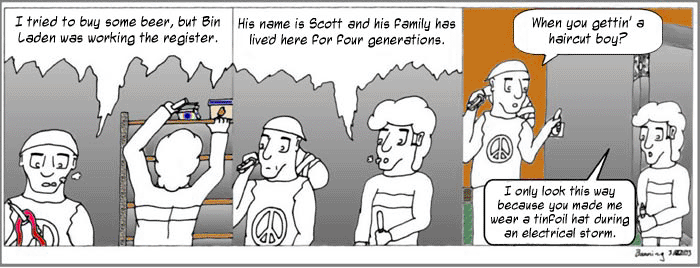 I tried to buy some beer, but Bin
Laden was working the register.
His name is Scott and his family has
lived here for four generations.
When you gettin' a
haircut boy?
I only look this way
because you made me
wear a tinfoil hat during
an electrical storm.